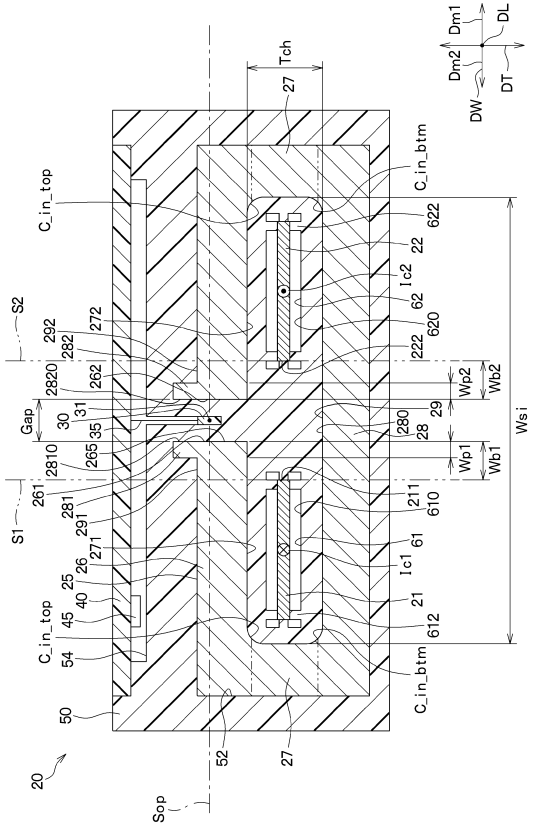 20
50
54
45
40
25
26
291
281
261
2810
265
35
30
31
2820
262
282
292
272
271
C_in_top
C_in_top
S1
S2
Gap
Tch
27
C_in_btm
622
22
Ic2
62
620
222
Wp2
Wb2
29
280
28
Wp1
Wb1
211
610
61
Ic1
21
612
C_in_btm
27
52
Sop
Wsi
Dm1
Dm2
DL
DW
DT